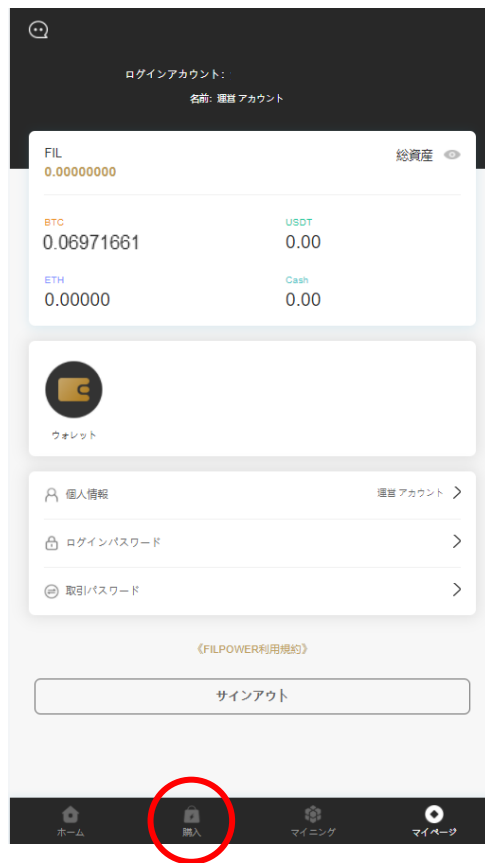 ログインアカウント:
名前: 運営 アカウント
FIL
総資産
0.00000000
BTC
USDT
0.06971661
0.00
ETH
Cash
0.00000
0.00
ウォレット
個人情報
運営 アカウント
ログインパスワード
取引パスワード
《FILPOWER利用規約》
サインアウト
ホーム
購入
マイニング
マイページ